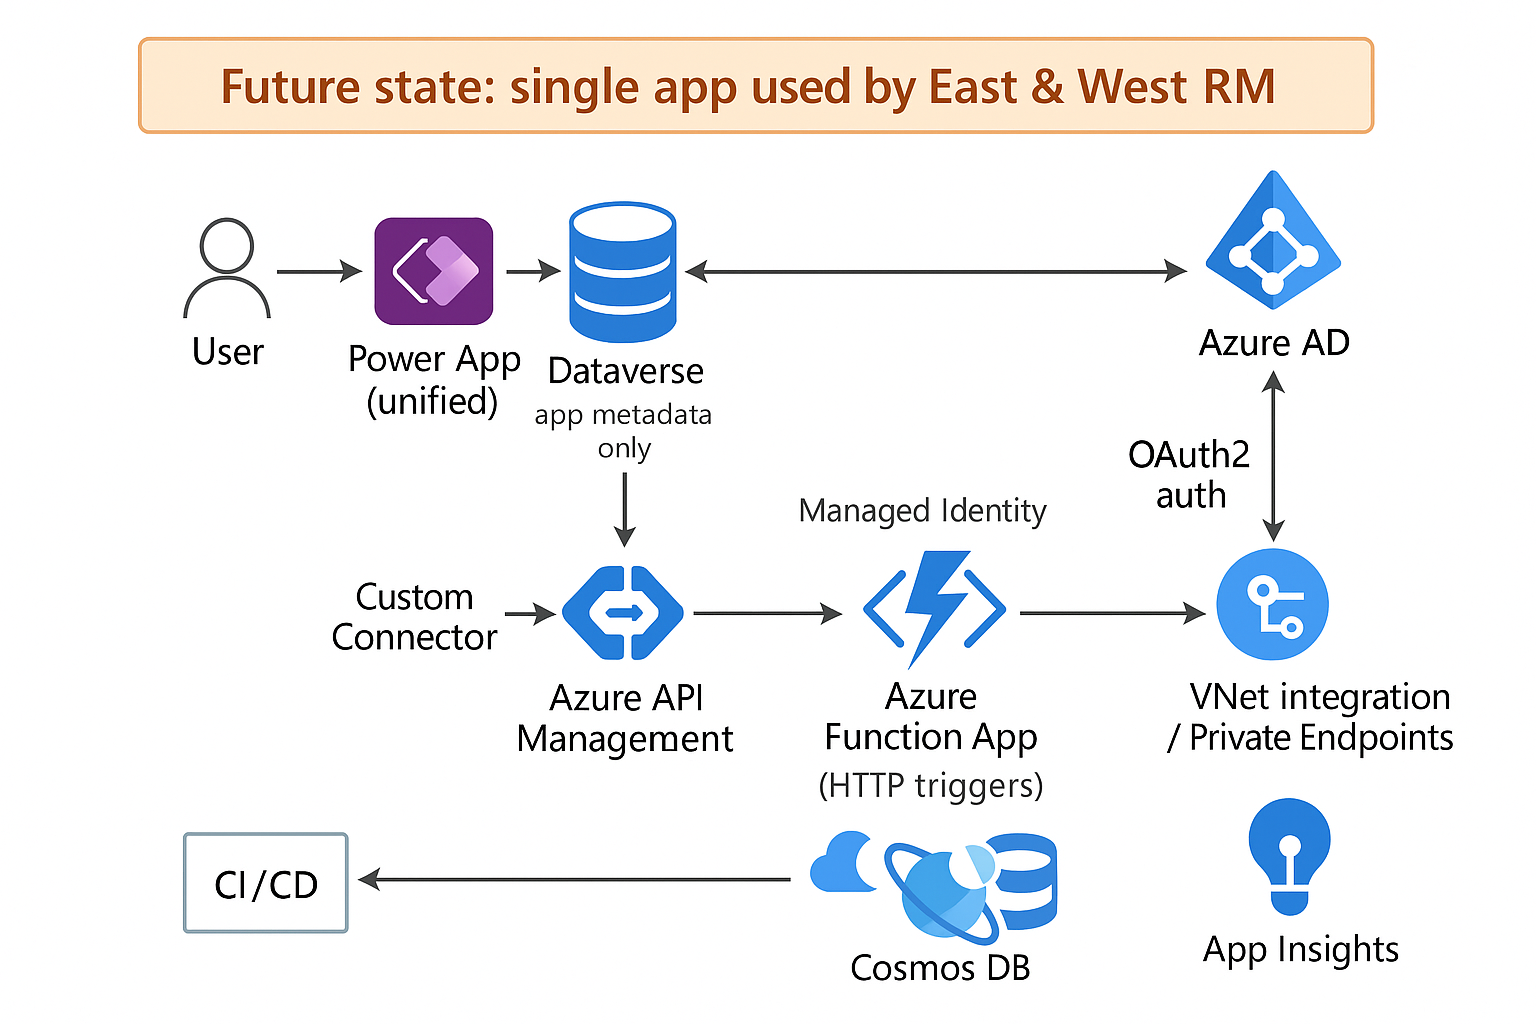 Future state: single app used by East & West RM
User
Power App
(unified)
Dataverse
app metadata
only
Azure AD
OAuth2
auth
Managed Identity
Custom
Connector
Azure API
Management
Azure
Function App
(HTTP triggers)
VNet integration
/ Private Endpoints
CI/CD
Cosmos DB
App Insights